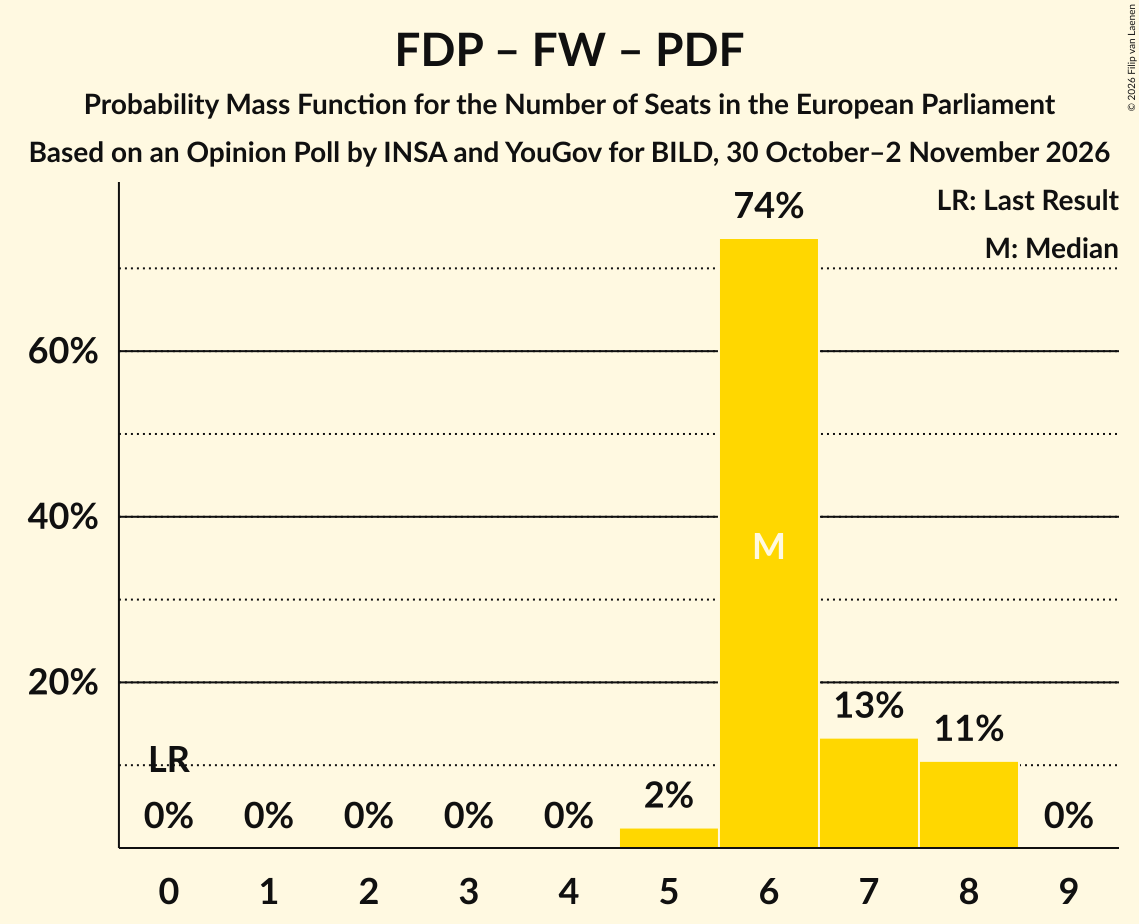 FDP – FW – PDF
Probability Mass Function for the Number of Seats in the European Parliament
Based on an Opinion Poll by INSA and YouGov for BILD, 30 October–2 November 2026
© 2026 Filip van Laenen
LR: Last Result
M: Median
74%
60%
40%
M
20%
13%
11%
LR
2%
0% 0% 0% 0% 0% 0%
0 1 2 3 4 5 6 7 8 9